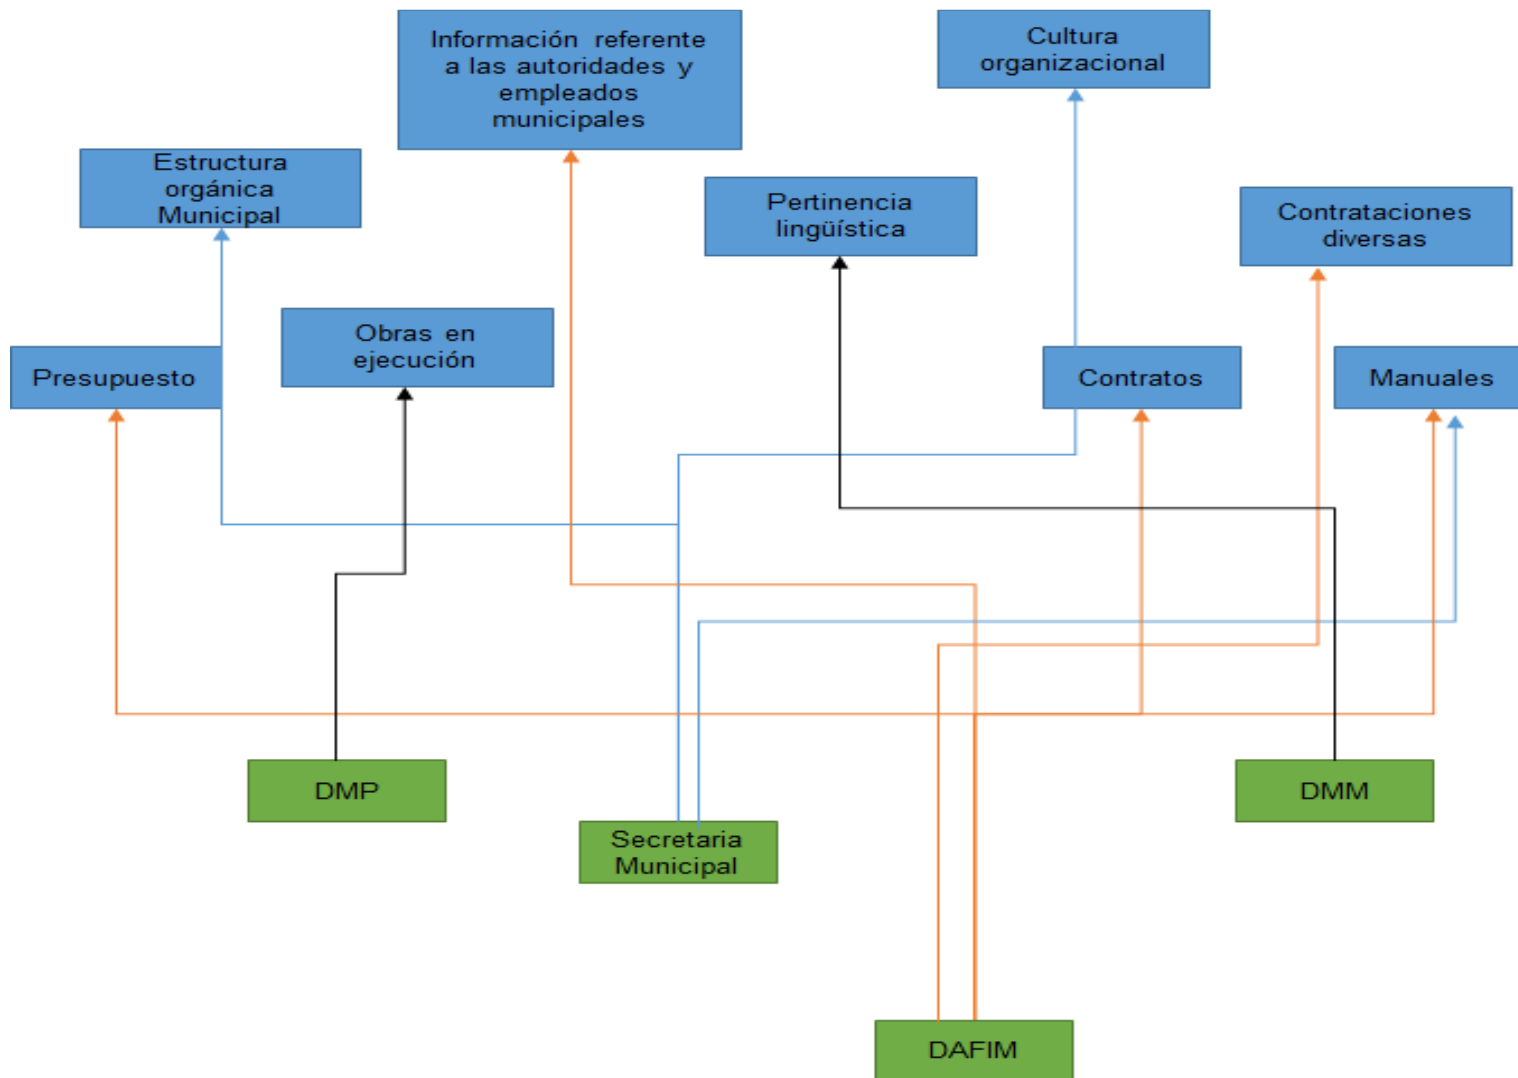 Información referente
a las autoridades y
empleados
municipales
Cultura
organizacional
Estructura
orgánica
Municipal
Pertinencia
lingüística
Contrataciones
diversas
Obras en
ejecución
Presupuesto
Contratos
Manuales
DMP
DMM
Secretaria
Municipal
DAFIM